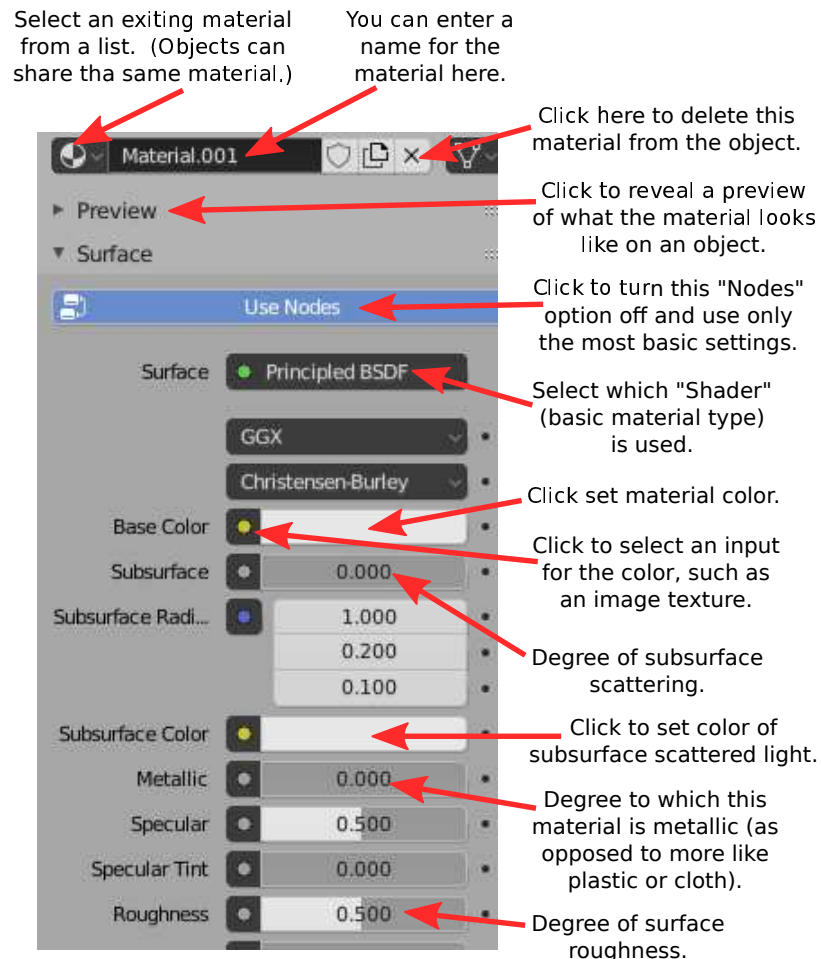 Select an exiting material
from a list.  (Objects can
share tha same material.)
You can enter a
name for the
material here.
Click here to delete this
material from the object.
Material.001
Click to reveal a preview
of what the material looks
like on an object.
Preview
Surface
Click to turn this "Nodes"
option off and use only
the most basic settings.
Use Nodes
Surface
Principled BSDF
Select which "Shader"
(basic material type)
is used.
GGX
Christensen-Burley
Click set material color.
Base Color
Click to select an input
for the color, such as
an image texture.
Subsurface
0.000
Subsurface Radi...
1.000
0.200
0.100
Degree of subsurface
scattering.
Subsurface Color
Click to set color of
subsurface scattered light.
Metallic
0.000
Degree to which this
material is metallic (as
opposed to more like
plastic or cloth).
Specular
0.500
Specular Tint
0.000
Roughness
0.500
Degree of surface
roughness.